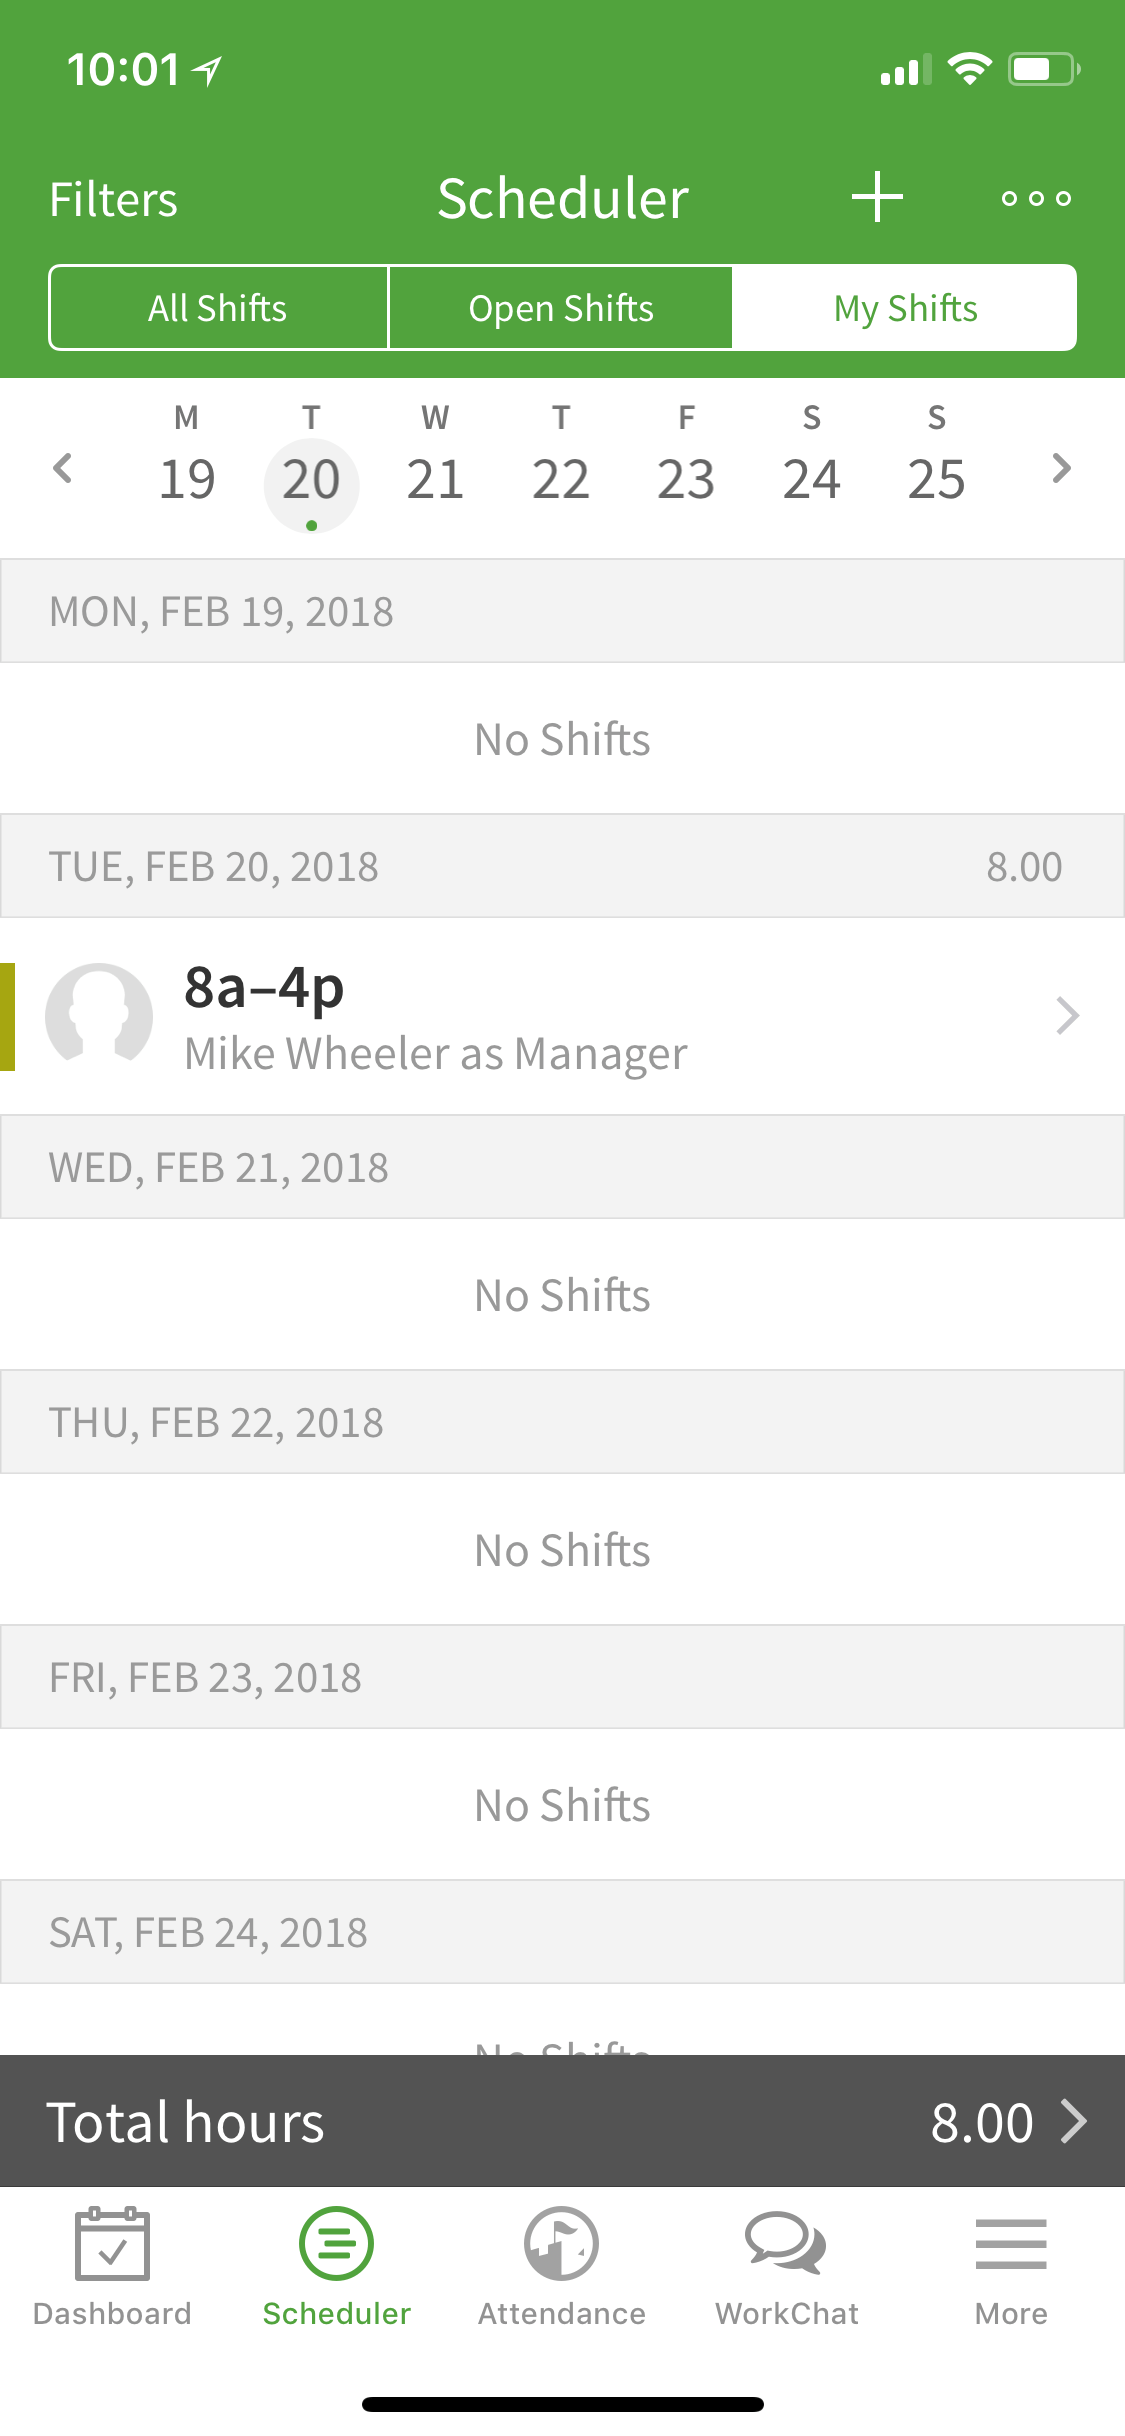 10:01
Filters Scheduler
All Shifts Open Shifts My Shifts
M T W T F S S
19 20 21 22 23 24 25
MON, FEB 19, 2018
No Shifts
TUE, FEB 20, 2018 8.00
8a–4p
Mike Wheeler as Manager
WED, FEB 21, 2018
No Shifts
THU, FEB 22, 2018
No Shifts
FRI, FEB 23, 2018
No Shifts
SAT, FEB 24, 2018
No Shifts
Total hours 8.00
Dashboard Scheduler Attendance WorkChat More